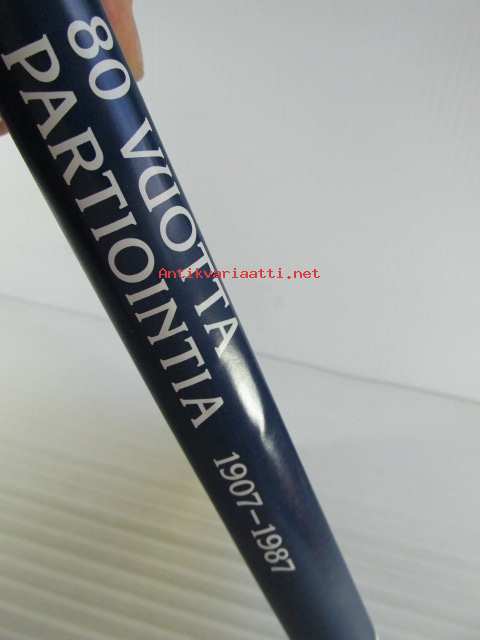 80 VUOTTA
PARTIOINTIA
1907-1987
Antikvariaatti.net